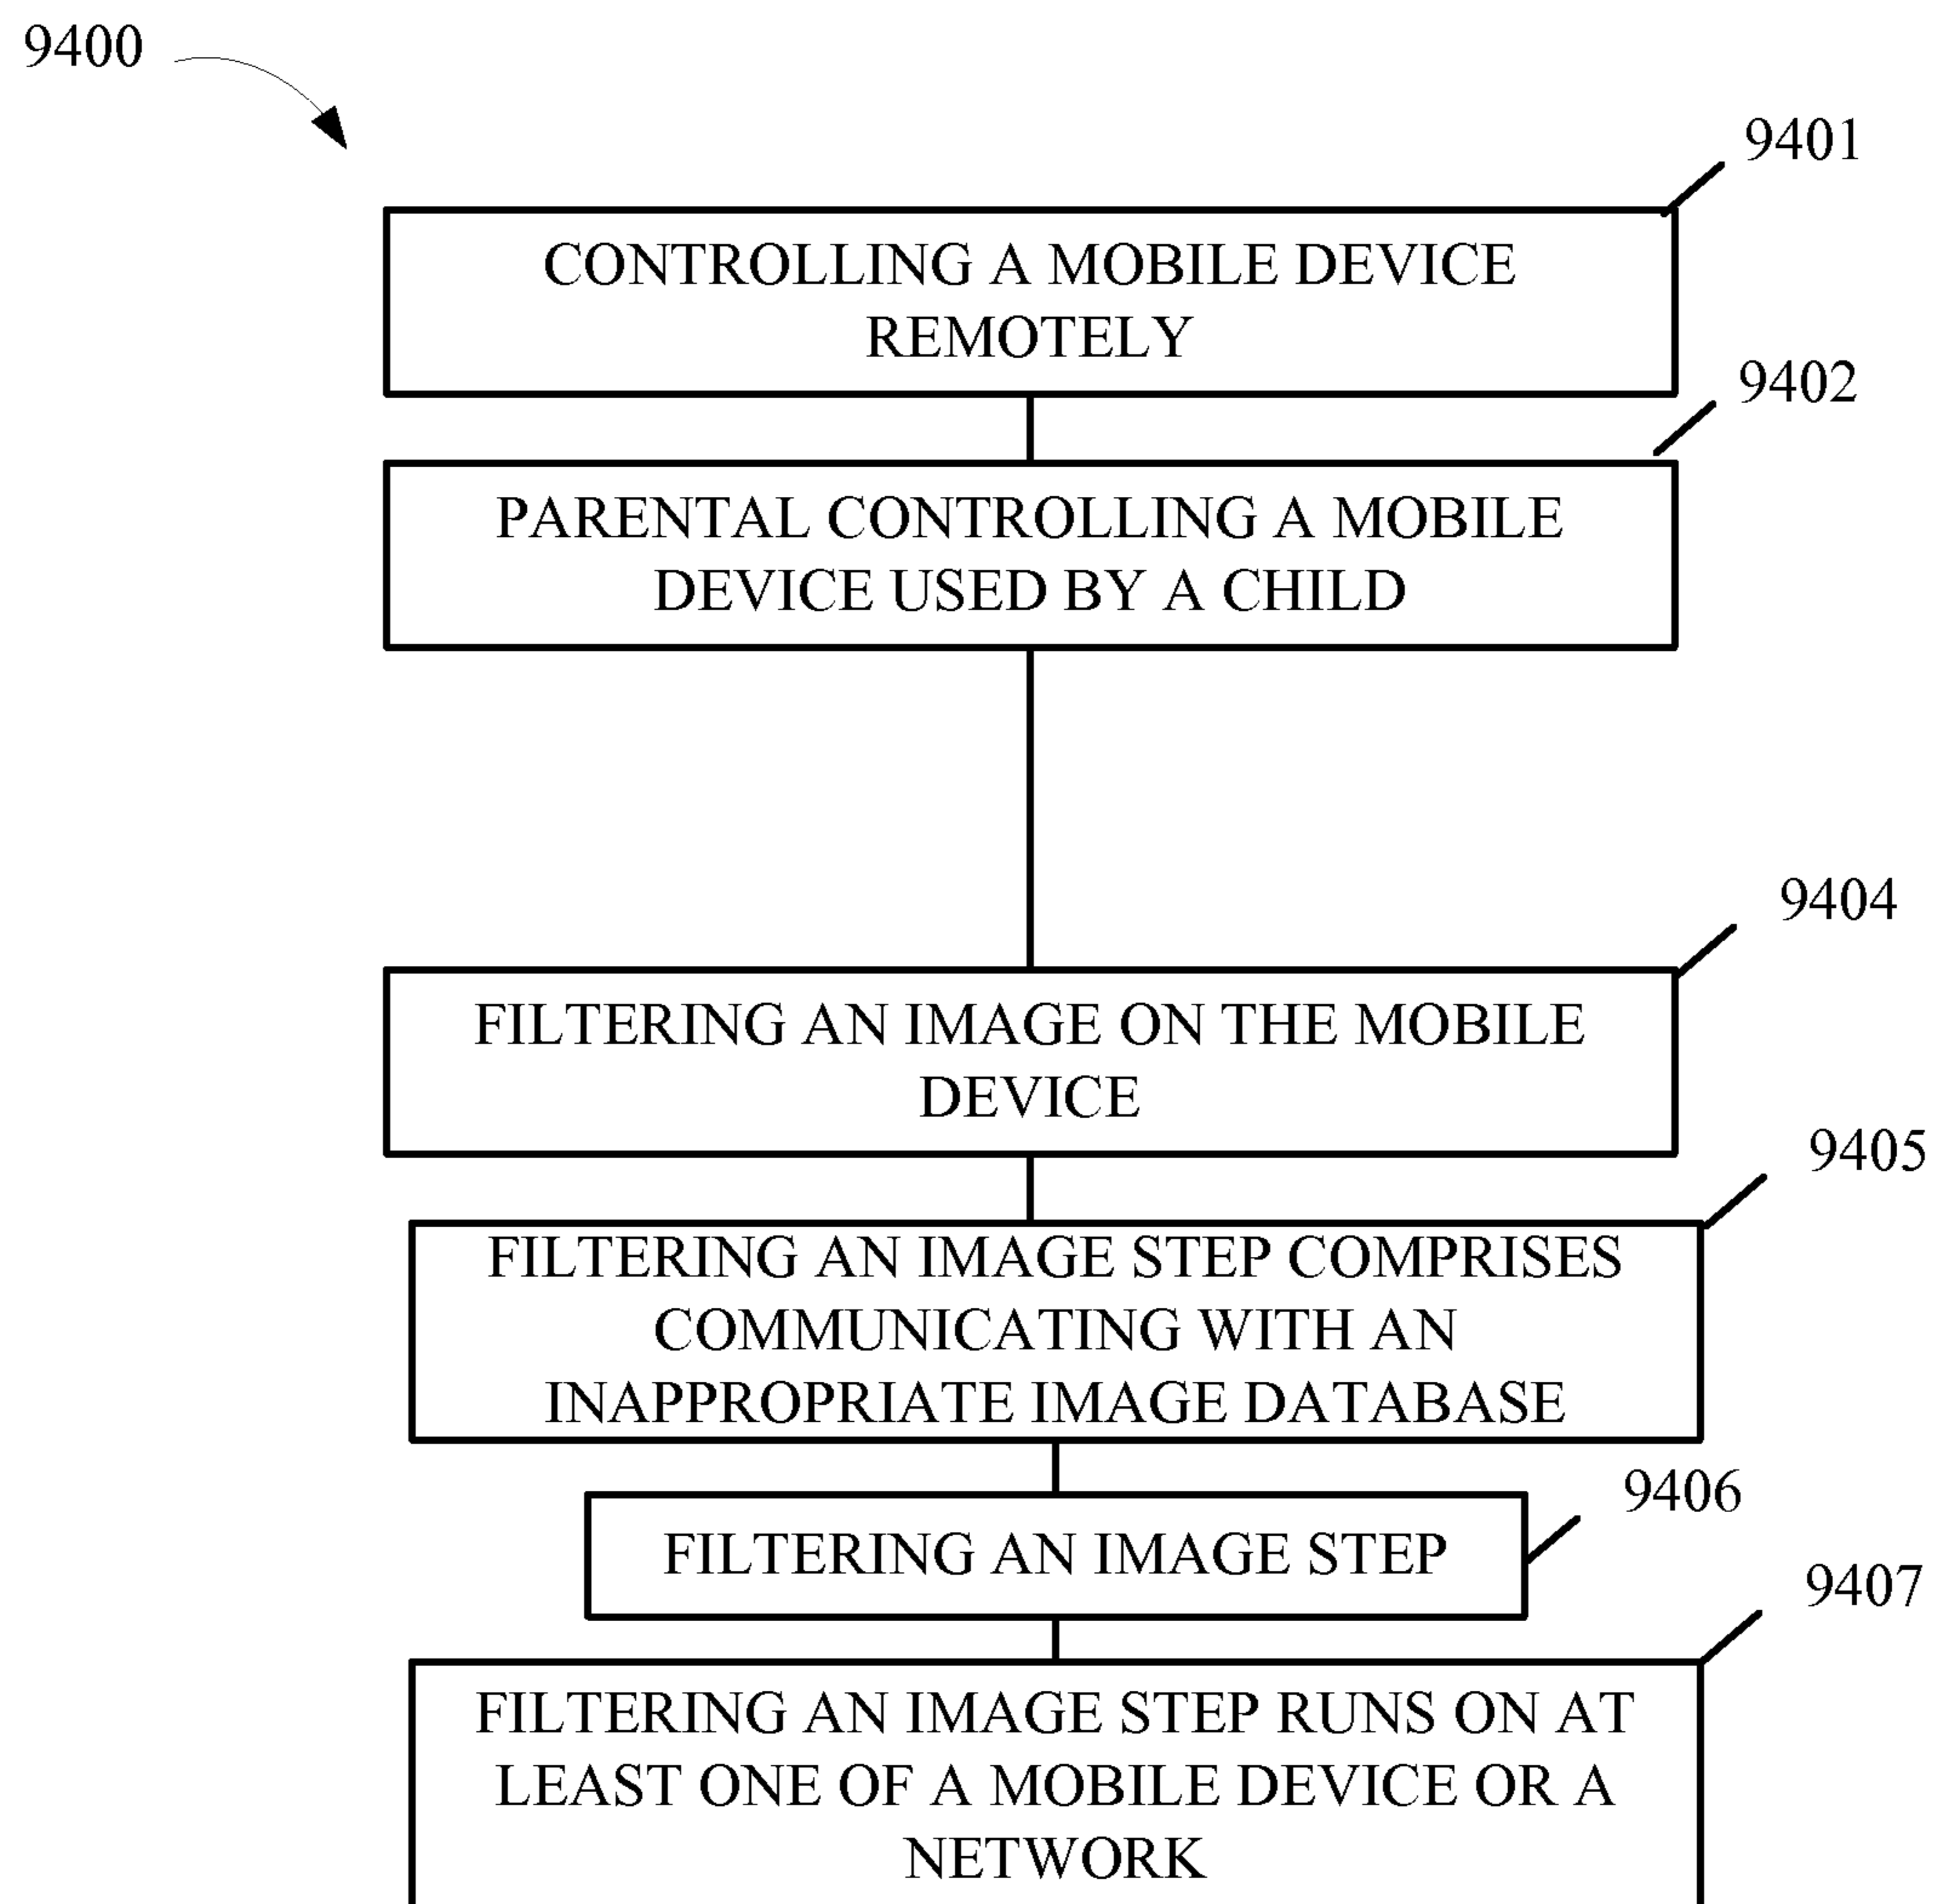 9400
9401
CONTROLLING A MOBILE DEVICE
REMOTELY
9402
PARENTAL CONTROLLING A MOBILE
DEVICE USED BY A CHILD
9404
FILTERING AN IMAGE ON THE MOBILE
DEVICE
9405
FILTERING AN IMAGE STEP COMPRISES
COMMUNICATING WITH AN
INAPPROPRIATE IMAGE DATABASE
9406
FILTERING AN IMAGE STEP
9407
FILTERING AN IMAGE STEP RUNS ON AT
LEAST ONE OF A MOBILE DEVICE OR A
NETWORK